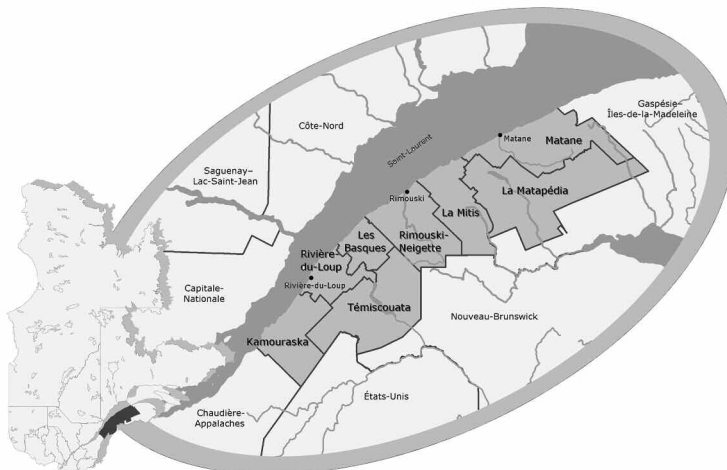 Gaspésie–
Îles-de-la-Madeleine
Côte-Nord
Matane
Matane
Saint-Laurent
Saguenay–
Lac-Saint-Jean
Rimouski
La Matapédia
La Mitis
Les
Basques
Rimouski-
Neigette
Rivière-
du-Loup
Rivière-du-Loup
Capitale-
Nationale
Témiscouata
Nouveau-Brunswick
Kamouraska
États-Unis
Chaudière-
Appalaches